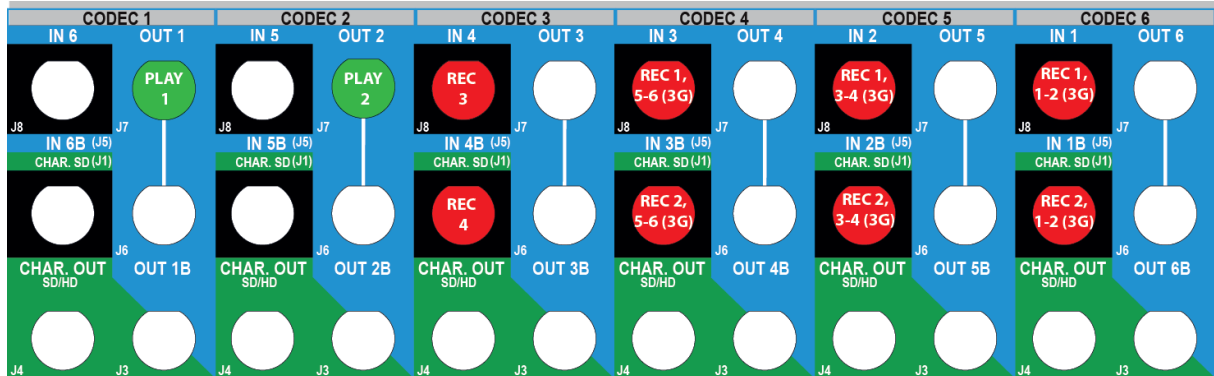 CODEC 1 CODEC 2 CODEC 3 CODEC 4 CODEC 5 CODEC 6
IN 6 OUT 1 IN 5 OUT 2 IN 4 OUT 3 IN 3 OUT 4 IN 2 OUT 5 IN 1 OUT 6
PLAY PLAY REC REC 1, REC 1, REC 1,
1 2 3 5-6 (3G) 3-4 (3G) 1-2 (3G)
J8 J7 J8 J7 J8 J7 J8 J7 J8 J7 J8 J7
IN 6B (J5) IN 5B (J5) IN 4B (J5) IN 3B (J5) IN 2B (J5) IN 1B (J5)
CHAR. SD (J1) CHAR. SD (J1) CHAR. SD (J1) CHAR. SD (J1) CHAR. SD (J1) CHAR. SD (J1)
REC REC 2, REC 2, REC 2,
4 5-6 (3G) 3-4 (3G) 1-2 (3G)
J6 J6 J6 J6 J6 J6
CHAR. OUT OUT 1B CHAR. OUT OUT 2B CHAR. OUT OUT 3B CHAR. OUT OUT 4B CHAR. OUT OUT 5B CHAR. OUT OUT 6B
SD/HD SD/HD SD/HD SD/HD SD/HD SD/HD
J4 J3 J4 J3 J4 J3 J4 J3 J4 J3 J4 J3